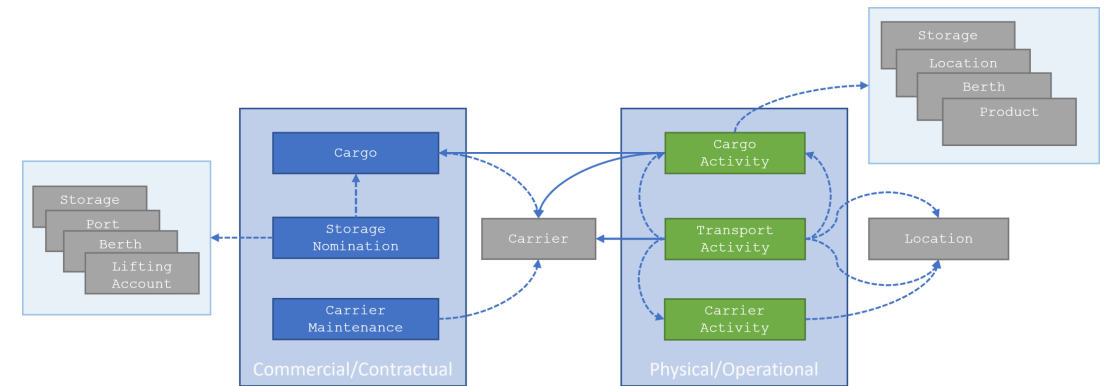 Storage
Location
Berth
Product
Cargo
Cargo
Activity
Storage
Port
Berth
Lifting
Account
Storage
Nomination
Carrier
Transport
Activity
Location
Carrier
Maintenance
Carrier
Activity
Commercial/Contractual
Physical/Operational